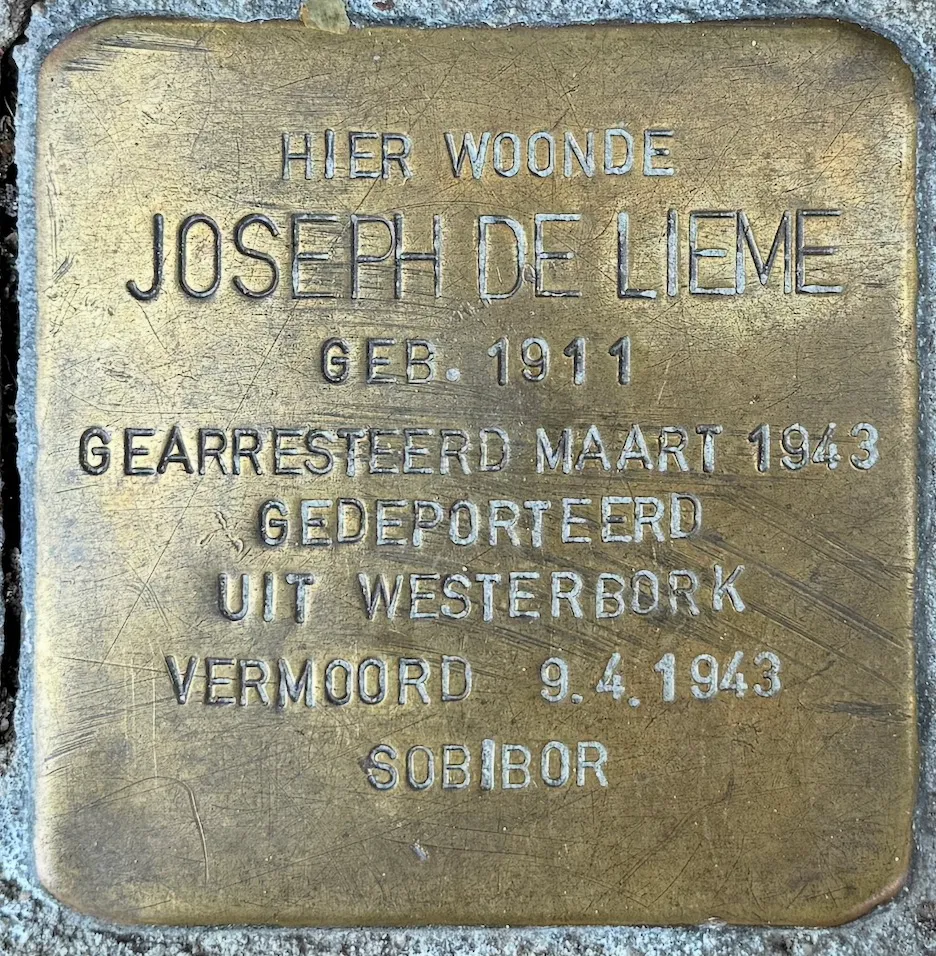 HIER WOONDE
JOSEPH DE LIEME
GEB. 1911
GEARRESTEERD MAART 1943
GEDEPORTEERD
UIT WESTERBORK
VERMOORD 9.4.1943
SOBIBOR